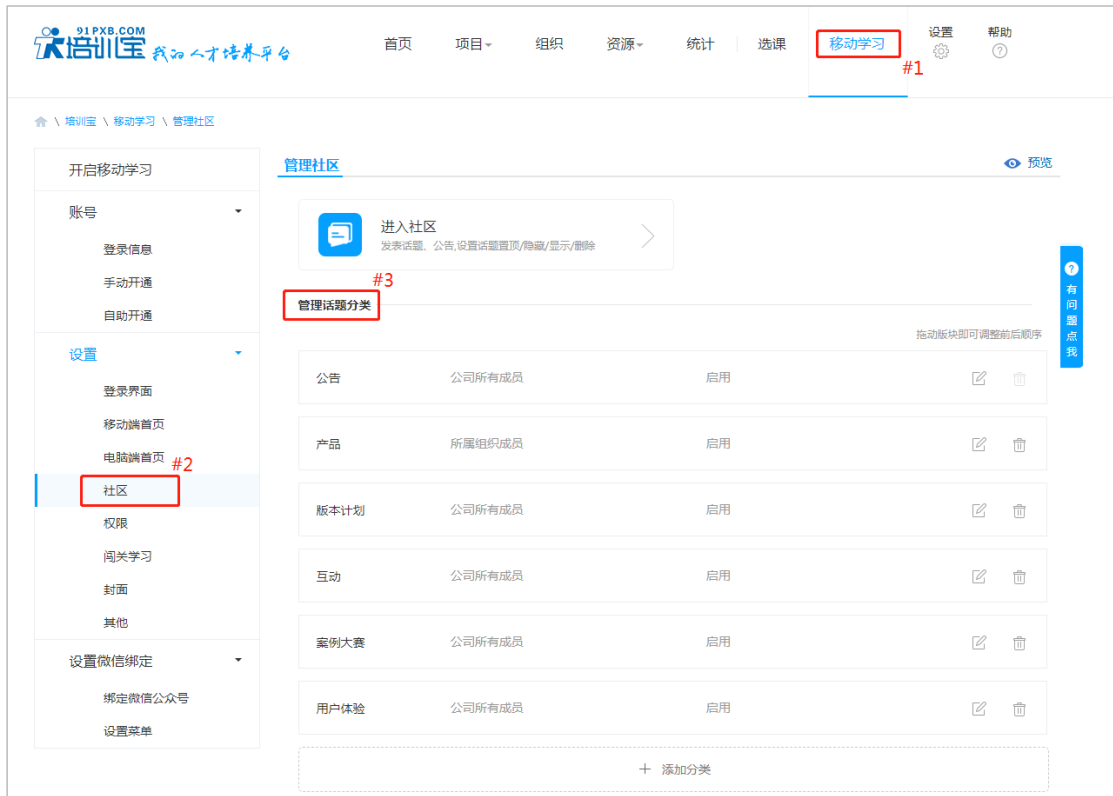 91PXB.COM
培训宝 我的人才培养平台
首页 项目 组织 资源 统计 选课 移动学习 设置 帮助
#1
\ 培训宝 \ 移动学习 \ 管理社区
开启移动学习
账号
登录信息
手动开通
自助开通
设置
登录界面
移动端首页
电脑端首页
#2
社区
权限
闯关学习
封面
其他
设置微信绑定
绑定微信公众号
设置菜单
管理社区
预览
进入社区
发表话题、公告,设置话题置顶/隐藏/显示/删除
#3
管理话题分类
拖动版块即可调整前后顺序
公告 公司所有成员 启用
产品 所属组织成员 启用
版本计划 公司所有成员 启用
互动 公司所有成员 启用
案例大赛 公司所有成员 启用
用户体验 公司所有成员 启用
+ 添加分类
?
有问题点我